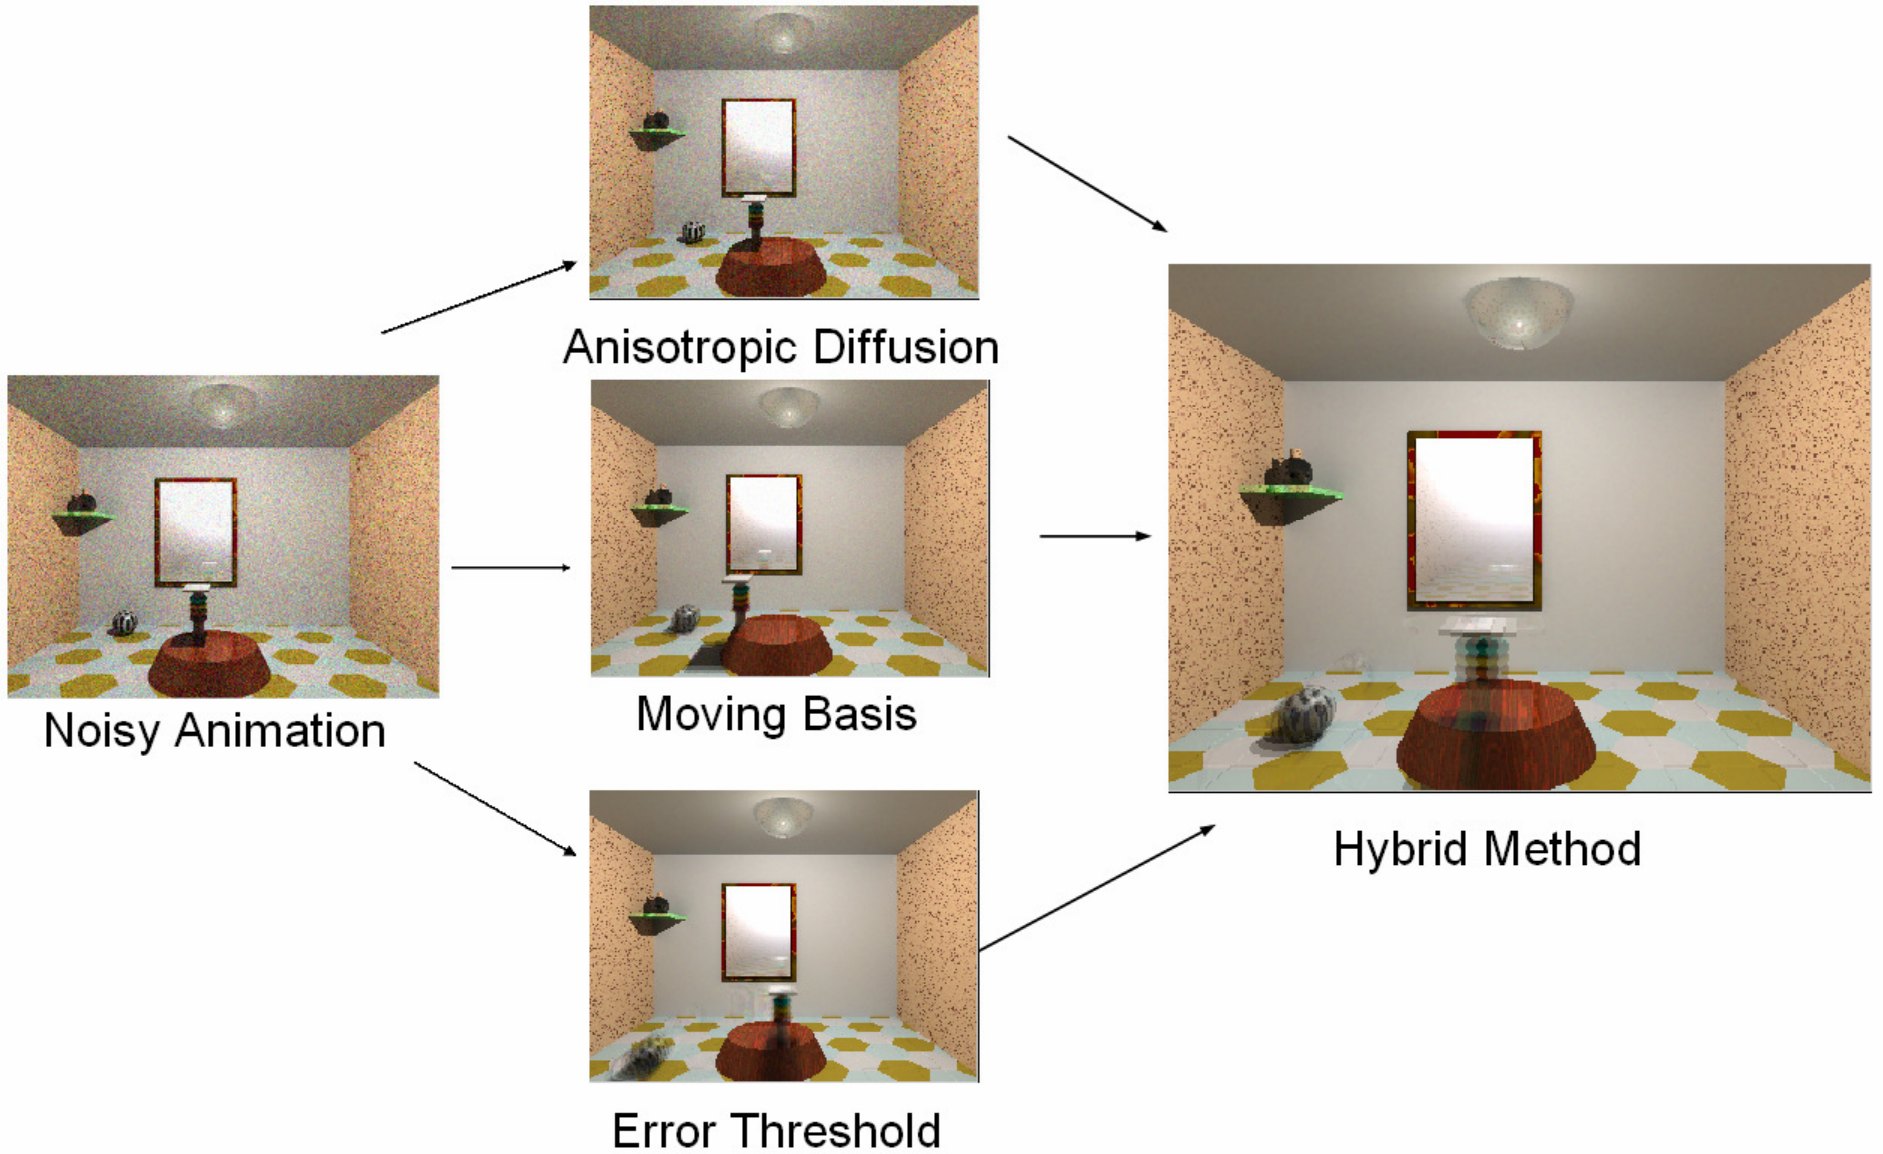 Anisotropic Diffusion
Noisy Animation
Moving Basis
Hybrid Method
Error Threshold